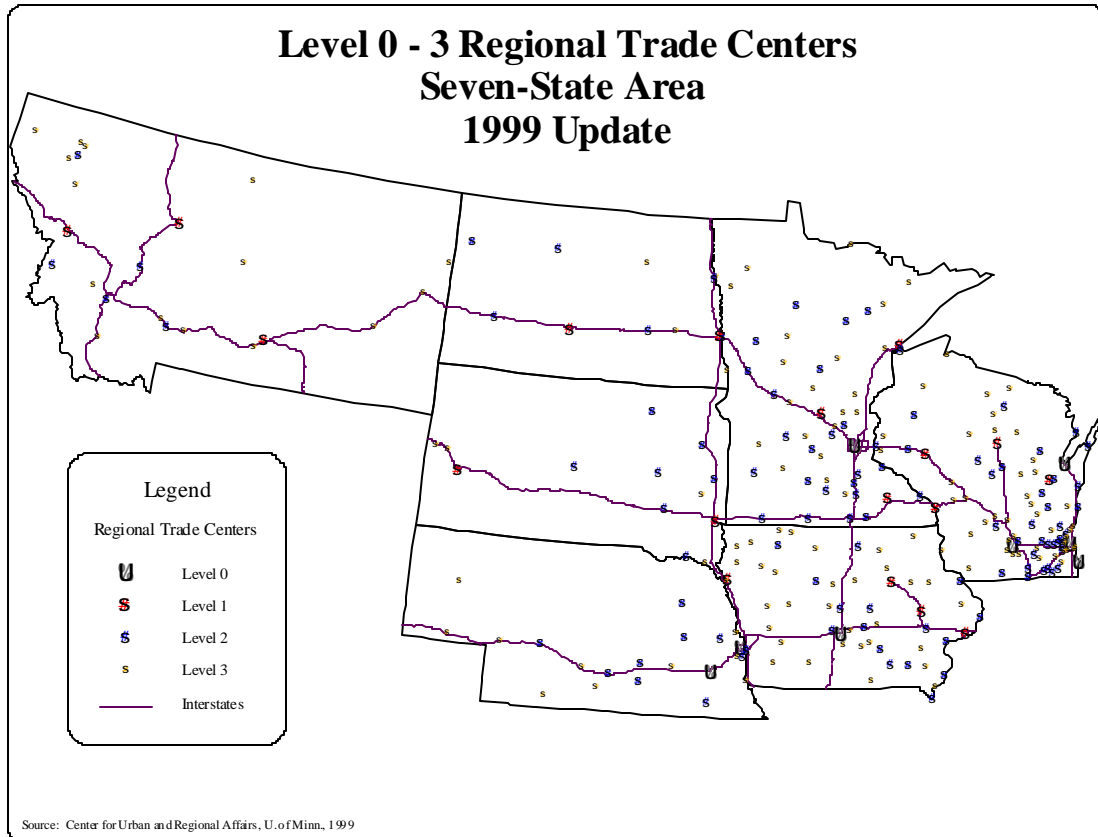 Level 0 - 3 Regional Trade Centers
Seven-State Area
1999 Update
Legend
Regional Trade Centers
Level 0
Level 1
Level 2
Level 3
Interstates
Source: Center for Urban and Regional Affairs, U. of Minn., 1999